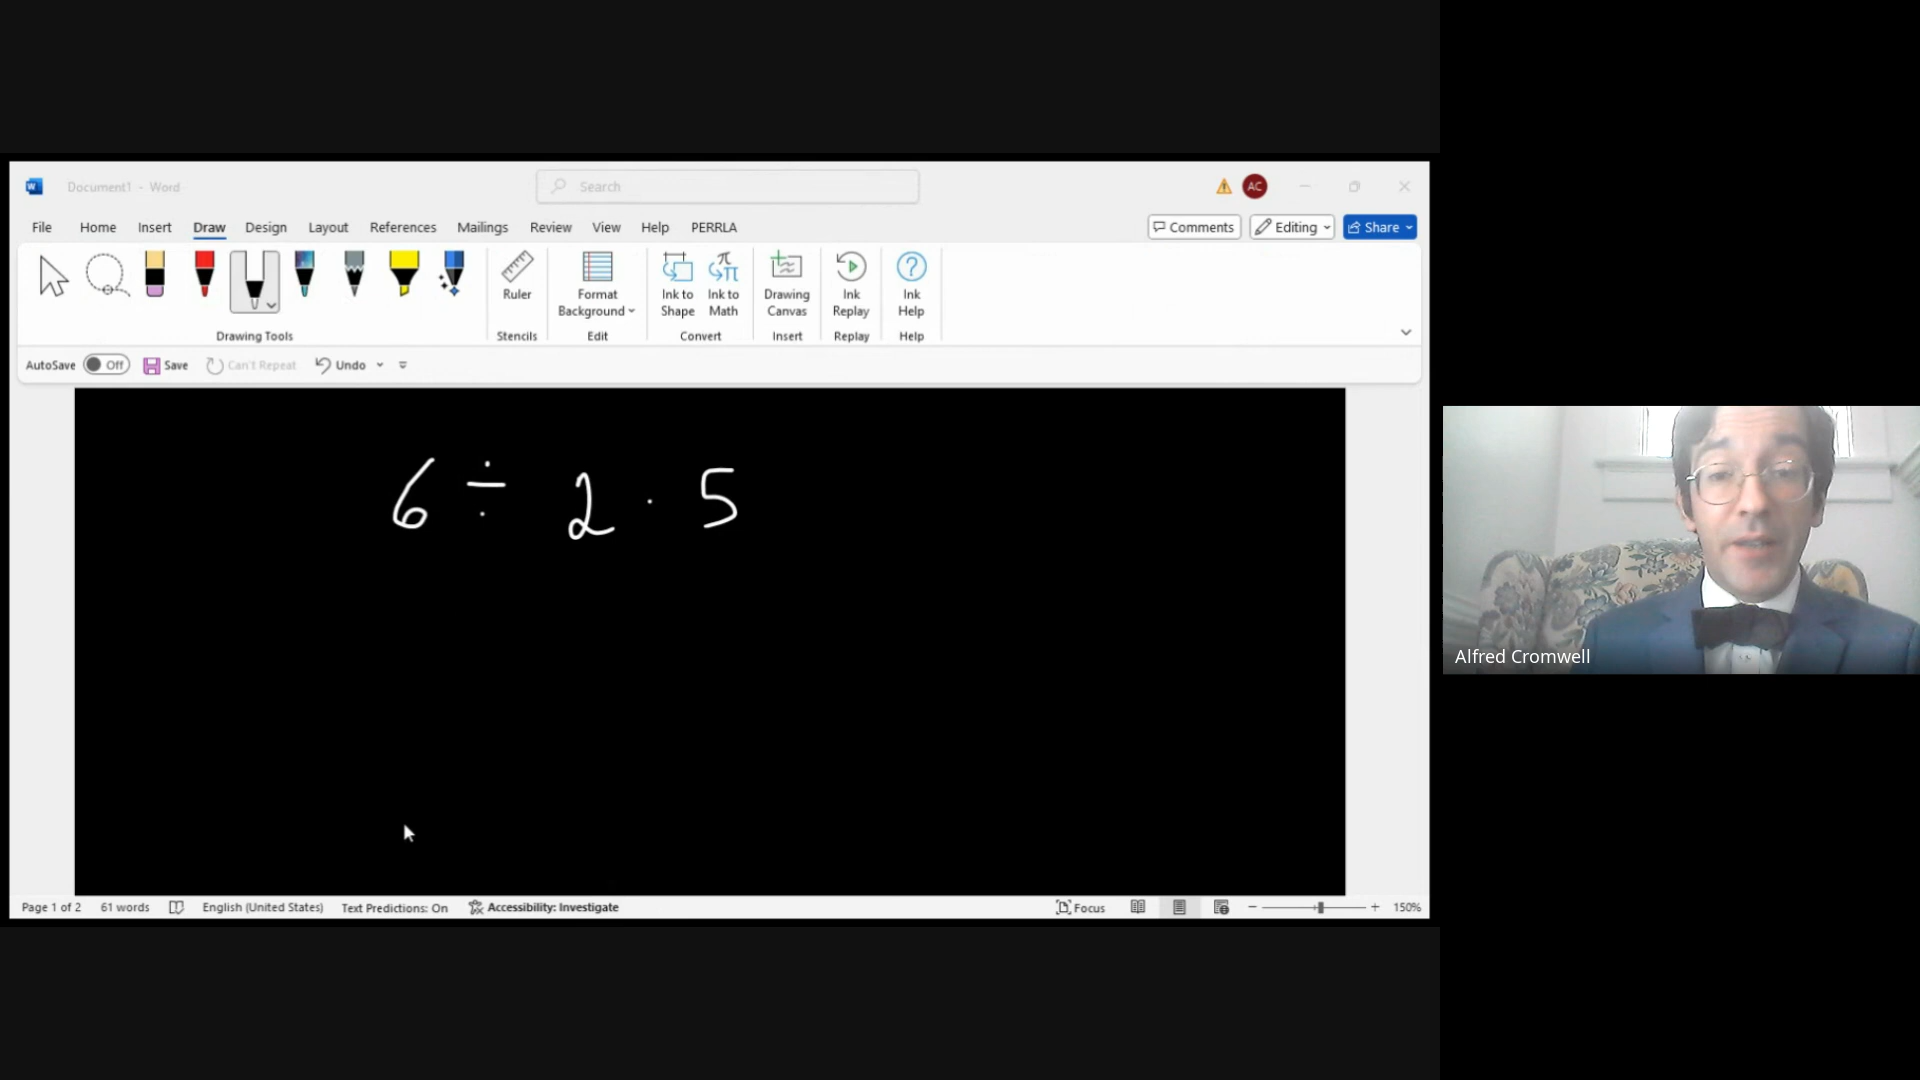 Document1 - Word
Search
AC
File Home Insert Draw Design Layout References Mailings Review View Help PERRLA
Comments Editing Share
Ruler
Format Background
Ink to Shape
Ink to Math
Drawing Canvas
Ink Replay
Ink Help
Drawing Tools Stencils Edit Convert Insert Replay Help
AutoSave Off Save Can't Repeat Undo
6 ÷ 2 · 5
Alfred Cromwell
Page 1 of 2 61 words English (United States) Text Predictions: On Accessibility: Investigate Focus 150%